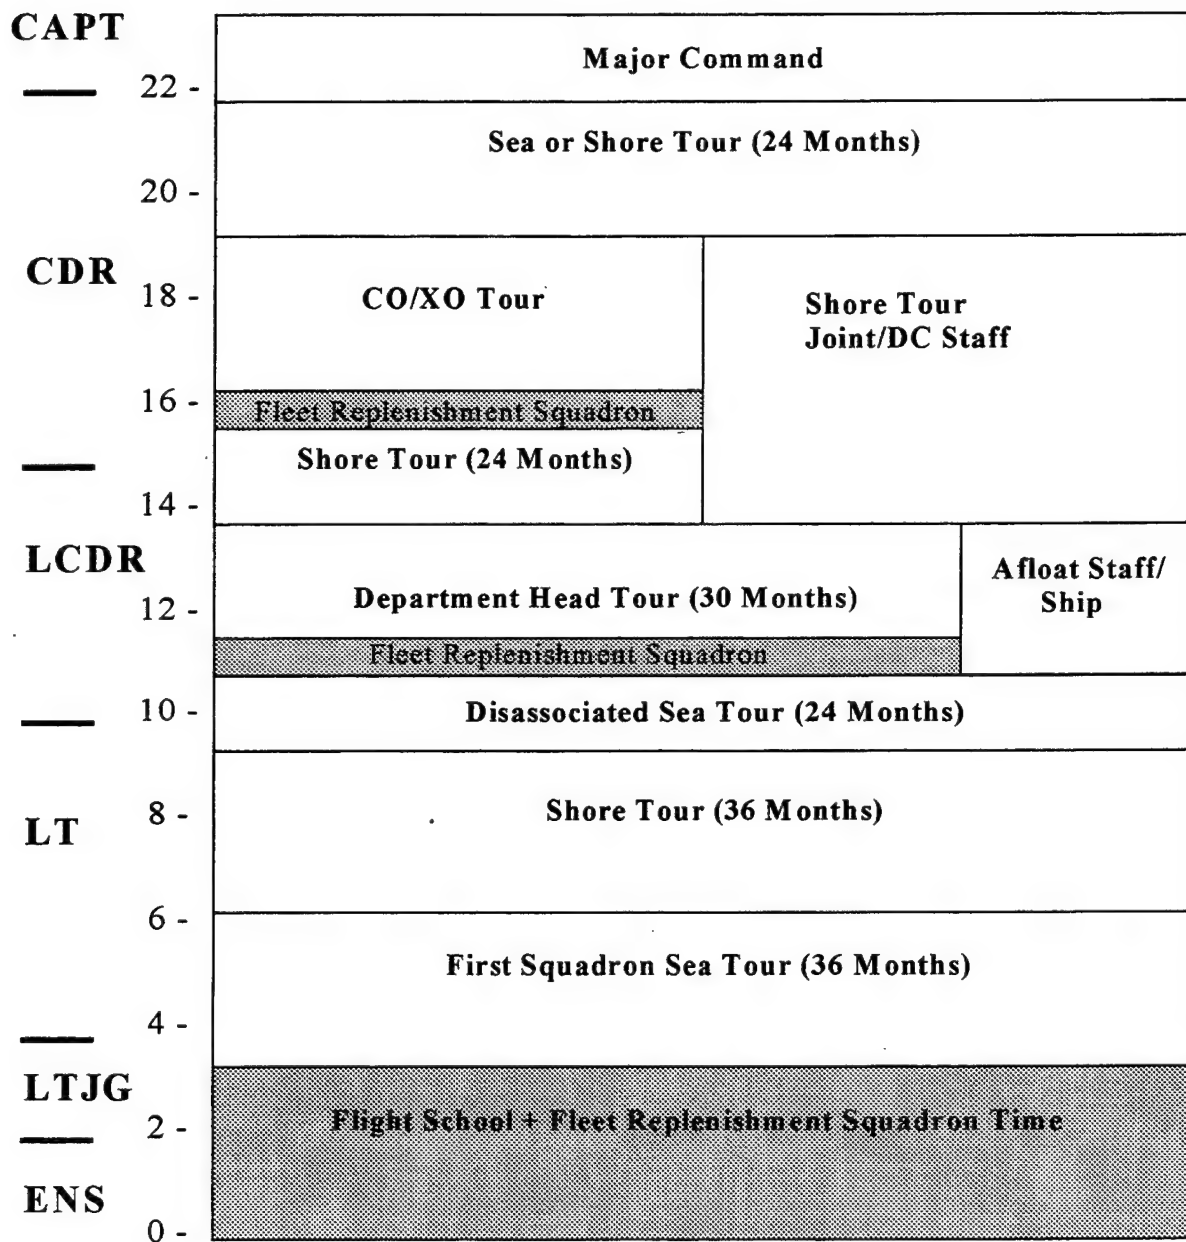 CAPT
Major Command
22 -
Sea or Shore Tour (24 Months)
20 -
CDR
18 -
CO/XO Tour
Shore Tour
Joint/DC Staff
16 -
Fleet Replenishment Squadron
Shore Tour (24 Months)
14 -
LCDR
Afloat Staff/
Ship
12 -
Department Head Tour (30 Months)
Fleet Replenishment Squadron
10 -
Disassociated Sea Tour (24 Months)
8 -
Shore Tour (36 Months)
LT
6 -
First Squadron Sea Tour (36 Months)
4 -
LTJG
2 -
Flight School + Fleet Replenishment Squadron Time
ENS
0 -